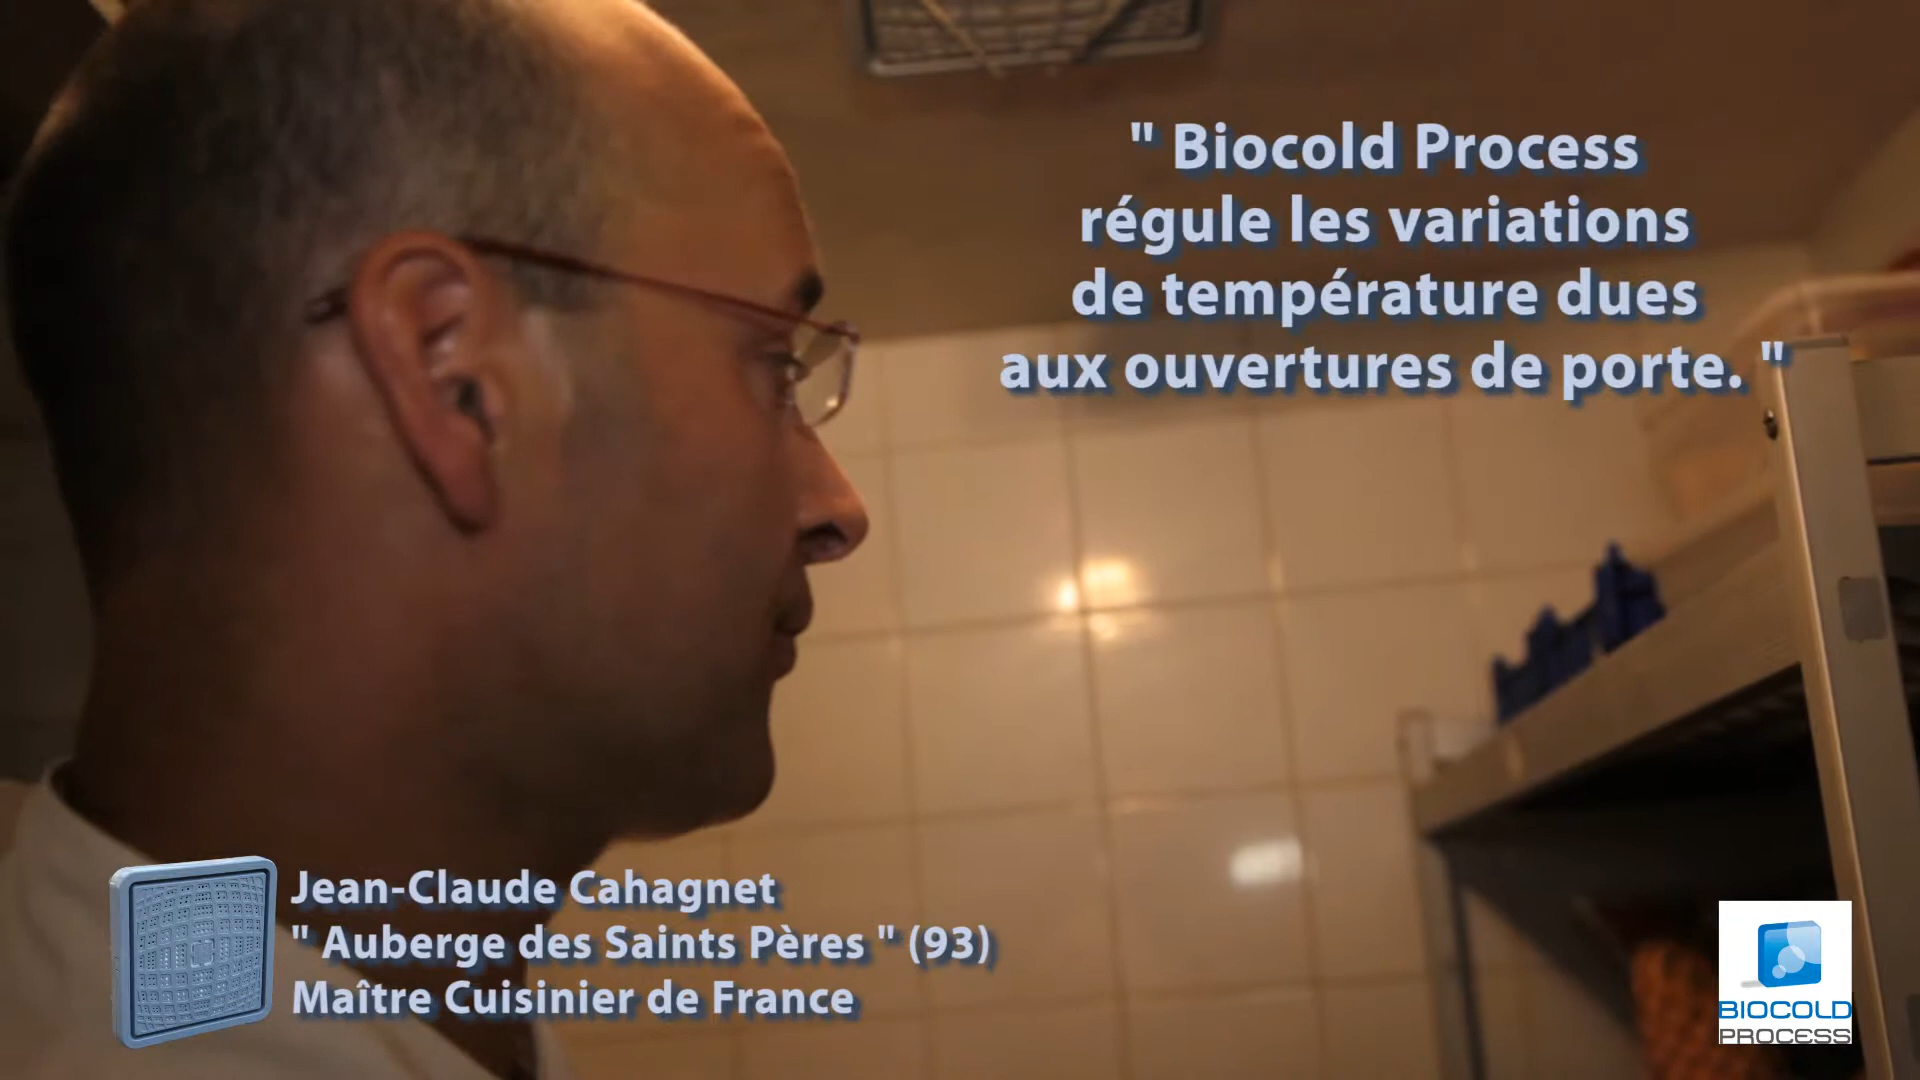 " Biocold Process
régule les variations
de température dues
aux ouvertures de porte. "
Jean-Claude Cahagnet
" Auberge des Saints Pères " (93)
Maître Cuisinier de France
BIOCOLD
PROCESS